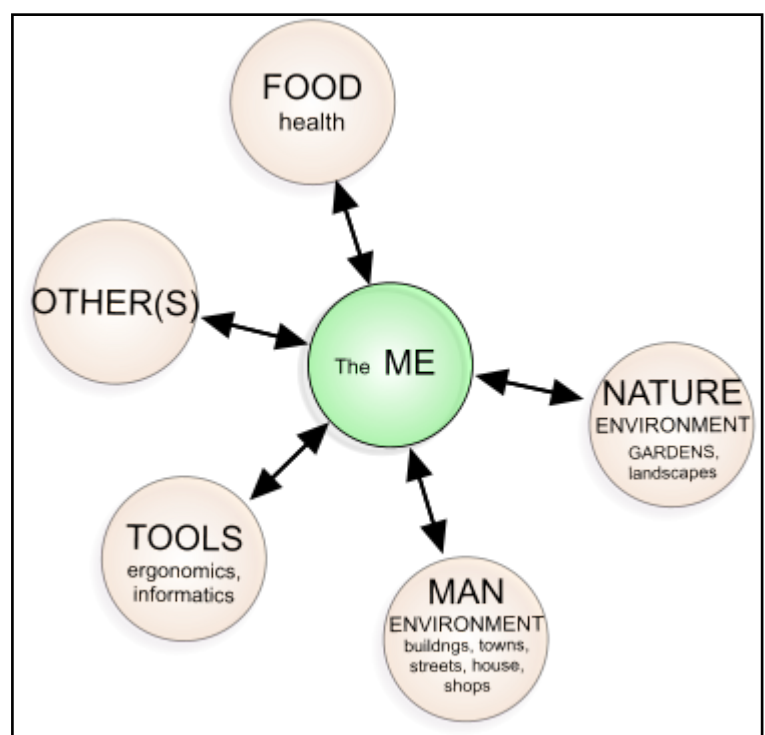 FOOD
health
OTHER(S)
The ME
NATURE
ENVIRONMENT
GARDENS,
landscapes
TOOLS
ergonomics,
informatics
MAN
ENVIRONMENT
buildngs, towns,
streets, house,
shops